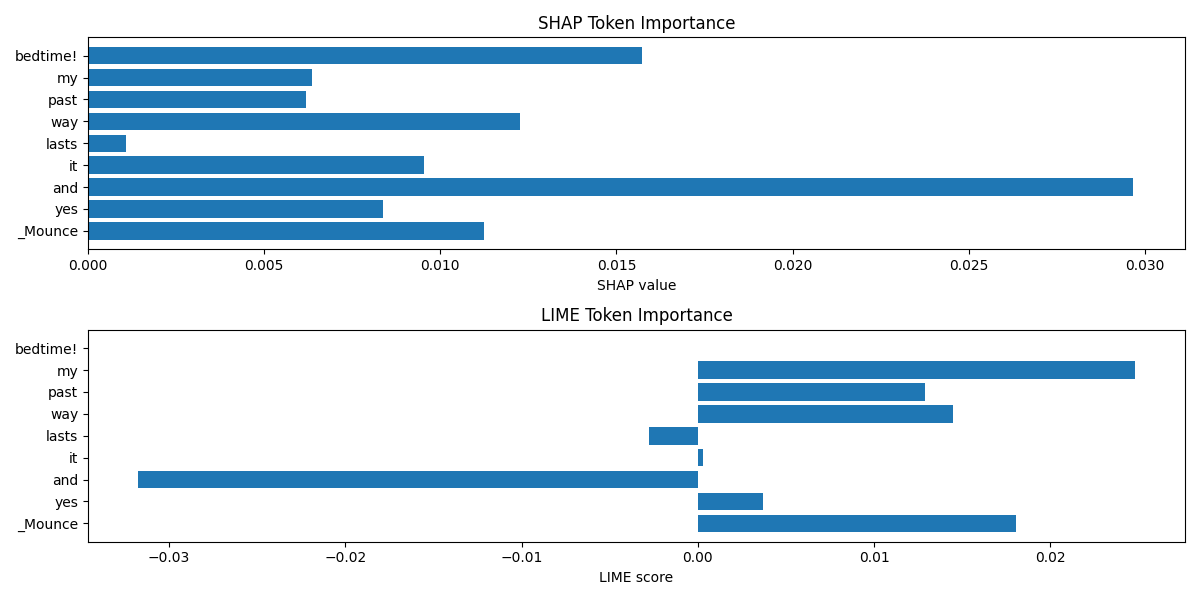 SHAP Token Importance
bedtime!
my
past
way
lasts
it
and
yes
_Mounce
0.000 0.005 0.010 0.015 0.020 0.025 0.030
SHAP value
LIME Token Importance
bedtime!
my
past
way
lasts
it
and
yes
_Mounce
−0.03 −0.02 −0.01 0.00 0.01 0.02
LIME score